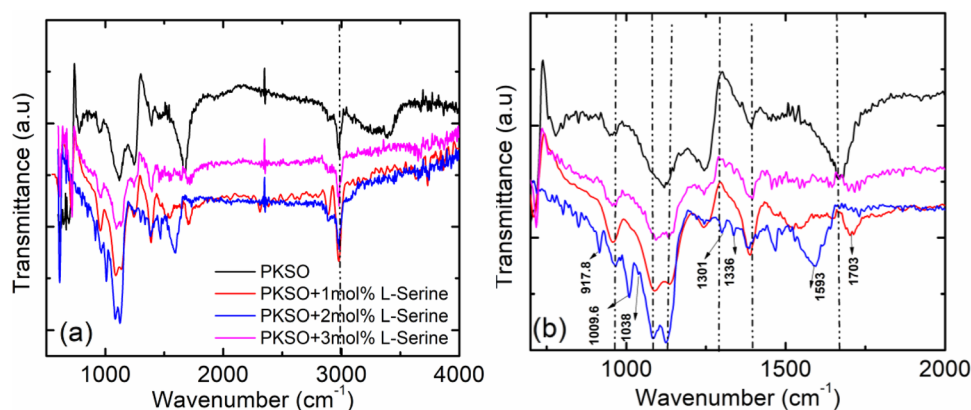 Transmittance (a.u)
PKSO
PKSO+1mol% L-Serine
PKSO+2mol% L-Serine
PKSO+3mol% L-Serine
(a)
1000 2000 3000 4000
Wavenumber (cm-1)
Transmittance (a.u)
917.8
1009.6
1038
1301
1336
1593
1703
(b)
1000 1500 2000
Wavenumber (cm-1)